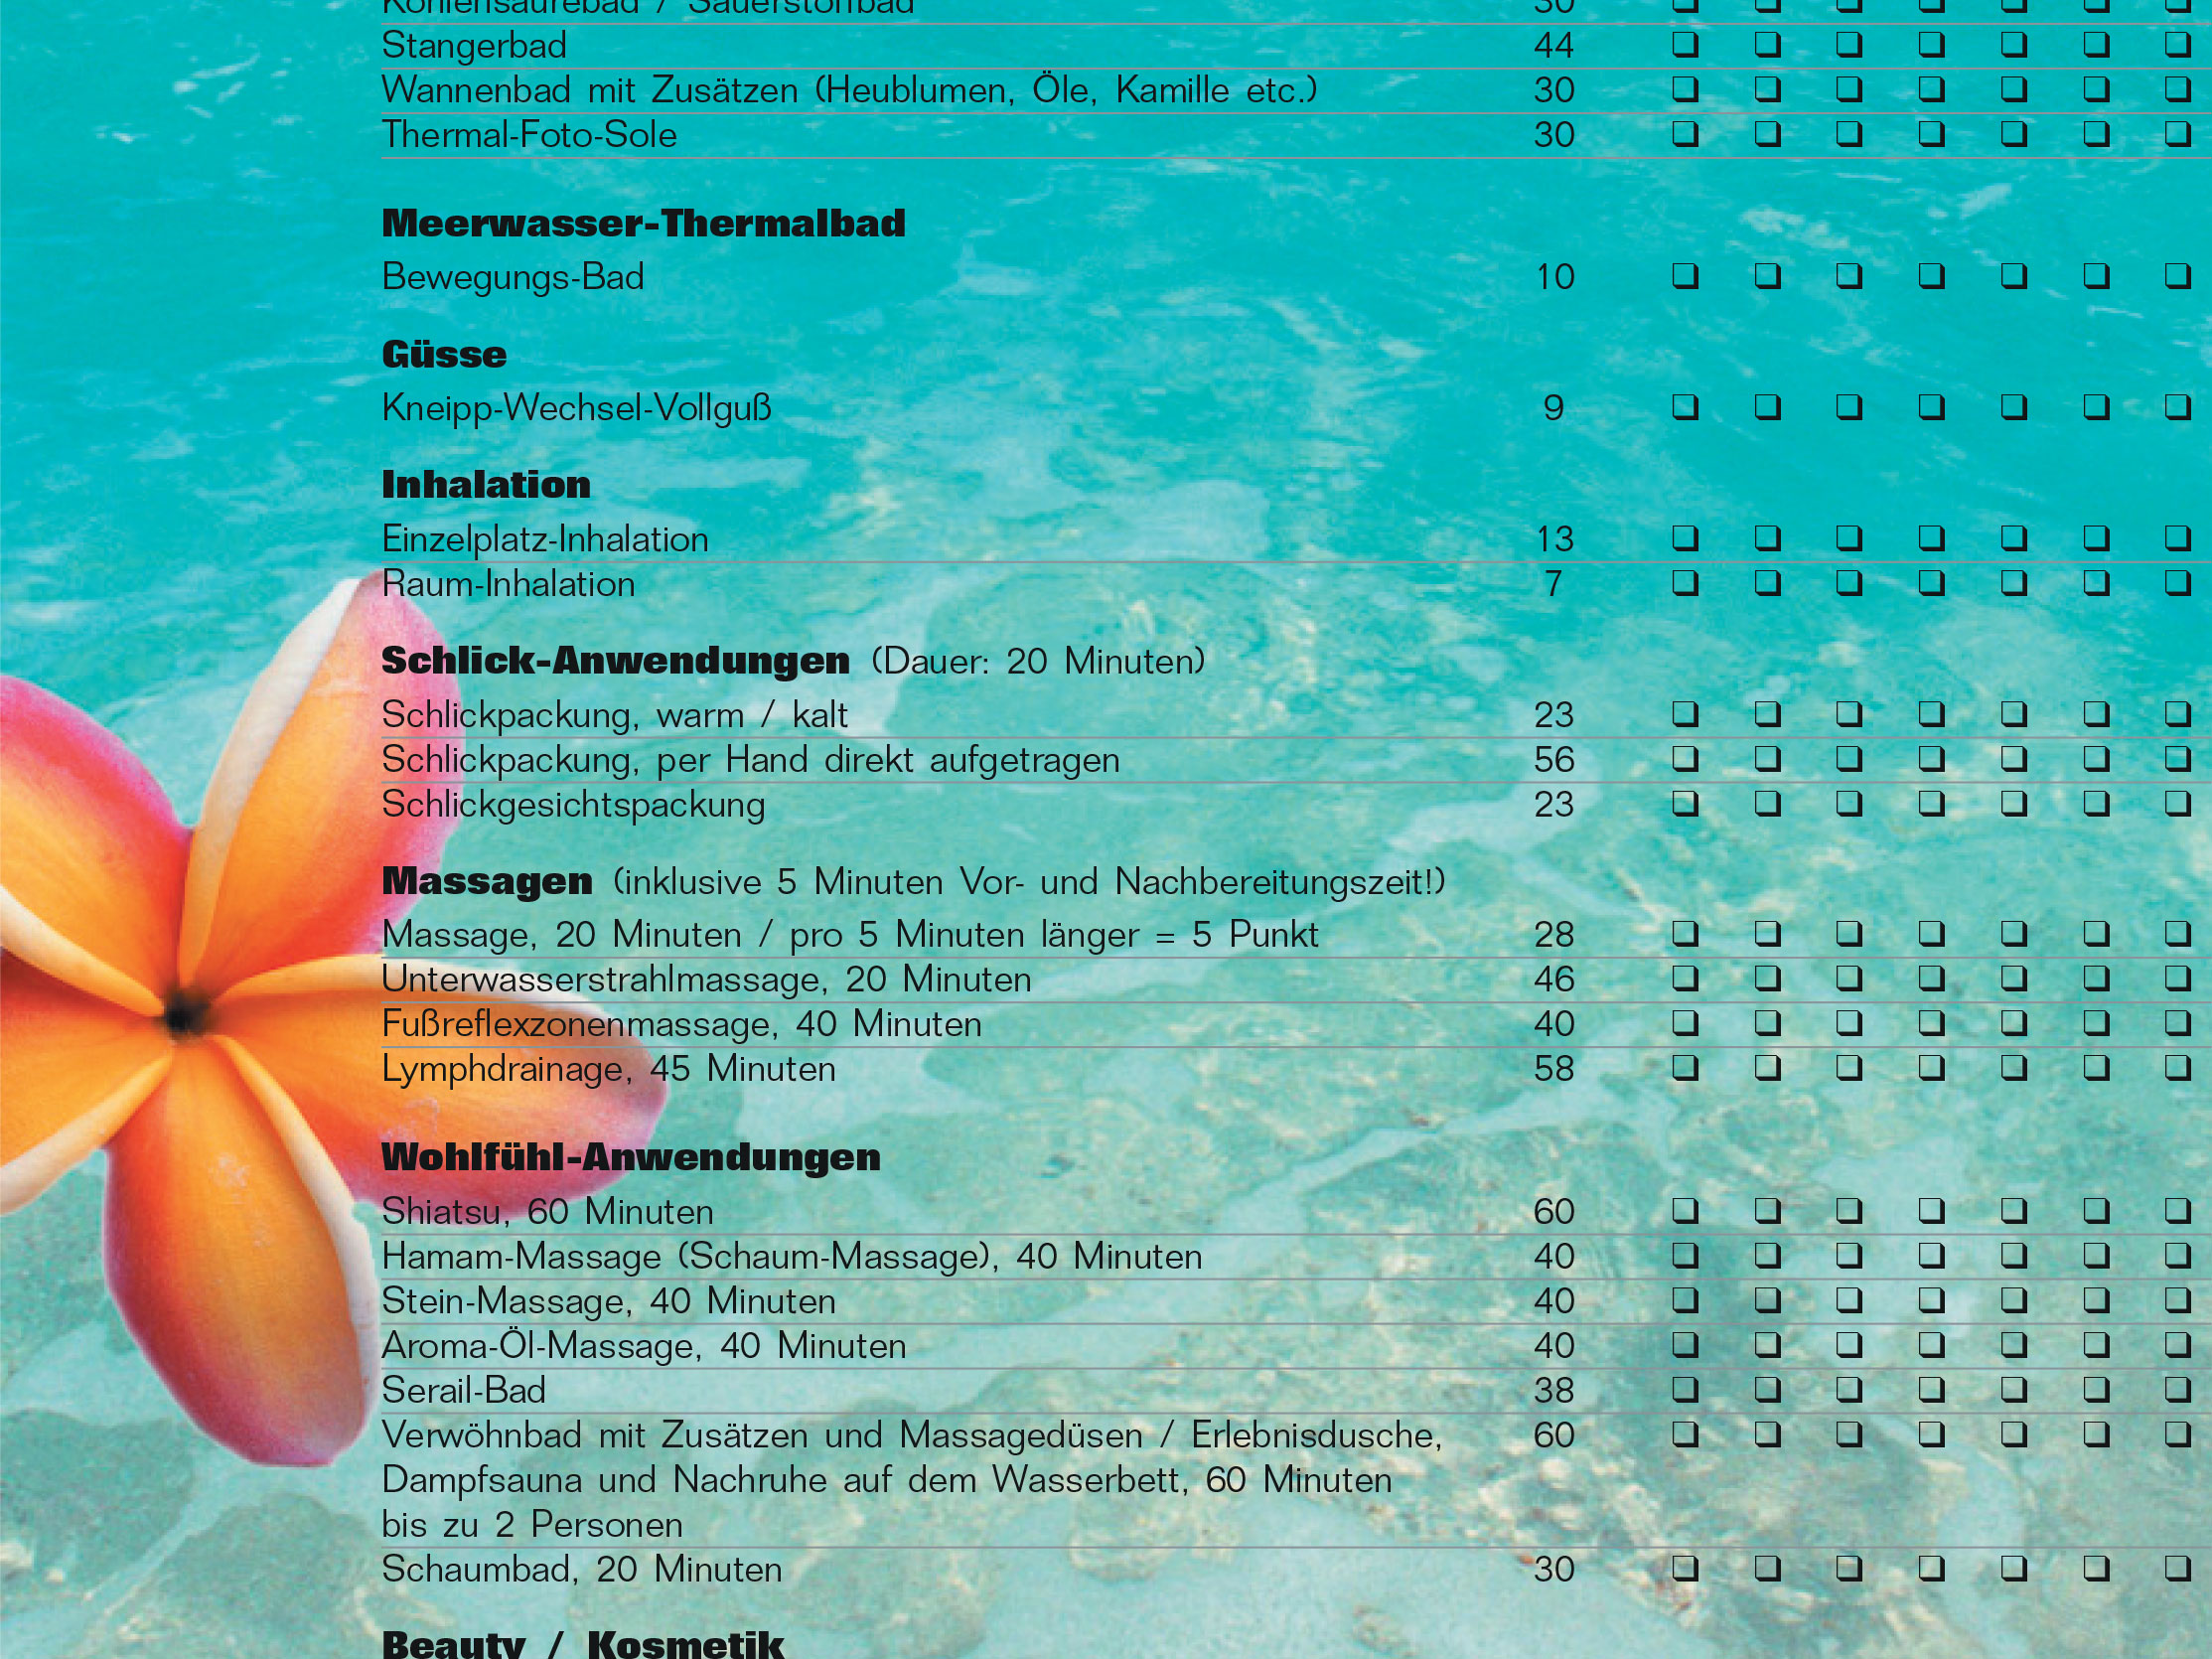 Kohlensäurebad / Sauerstoffbad 30 ❏ ❏ ❏ ❏ ❏ ❏ ❏
Stangerbad 44 ❏ ❏ ❏ ❏ ❏ ❏ ❏
Wannenbad mit Zusätzen (Heublumen, Öle, Kamille etc.) 30 ❏ ❏ ❏ ❏ ❏ ❏ ❏
Thermal-Foto-Sole 30 ❏ ❏ ❏ ❏ ❏ ❏ ❏
Meerwasser-Thermalbad
Bewegungs-Bad 10 ❏ ❏ ❏ ❏ ❏ ❏ ❏
Güsse
Kneipp-Wechsel-Vollguß 9 ❏ ❏ ❏ ❏ ❏ ❏ ❏
Inhalation
Einzelplatz-Inhalation 13 ❏ ❏ ❏ ❏ ❏ ❏ ❏
Raum-Inhalation 7 ❏ ❏ ❏ ❏ ❏ ❏ ❏
Schlick-Anwendungen (Dauer: 20 Minuten)
Schlickpackung, warm / kalt 23 ❏ ❏ ❏ ❏ ❏ ❏ ❏
Schlickpackung, per Hand direkt aufgetragen 56 ❏ ❏ ❏ ❏ ❏ ❏ ❏
Schlickgesichtspackung 23 ❏ ❏ ❏ ❏ ❏ ❏ ❏
Massagen (inklusive 5 Minuten Vor- und Nachbereitungszeit!)
Massage, 20 Minuten / pro 5 Minuten länger = 5 Punkt 28 ❏ ❏ ❏ ❏ ❏ ❏ ❏
Unterwasserstrahlmassage, 20 Minuten 46 ❏ ❏ ❏ ❏ ❏ ❏ ❏
Fußreflexzonenmassage, 40 Minuten 40 ❏ ❏ ❏ ❏ ❏ ❏ ❏
Lymphdrainage, 45 Minuten 58 ❏ ❏ ❏ ❏ ❏ ❏ ❏
Wohlfühl-Anwendungen
Shiatsu, 60 Minuten 60 ❏ ❏ ❏ ❏ ❏ ❏ ❏
Hamam-Massage (Schaum-Massage), 40 Minuten 40 ❏ ❏ ❏ ❏ ❏ ❏ ❏
Stein-Massage, 40 Minuten 40 ❏ ❏ ❏ ❏ ❏ ❏ ❏
Aroma-Öl-Massage, 40 Minuten 40 ❏ ❏ ❏ ❏ ❏ ❏ ❏
Serail-Bad 38 ❏ ❏ ❏ ❏ ❏ ❏ ❏
Verwöhnbad mit Zusätzen und Massagedüsen / Erlebnisdusche, 60 ❏ ❏ ❏ ❏ ❏ ❏ ❏
Dampfsauna und Nachruhe auf dem Wasserbett, 60 Minuten
bis zu 2 Personen
Schaumbad, 20 Minuten 30 ❏ ❏ ❏ ❏ ❏ ❏ ❏
Beauty / Kosmetik